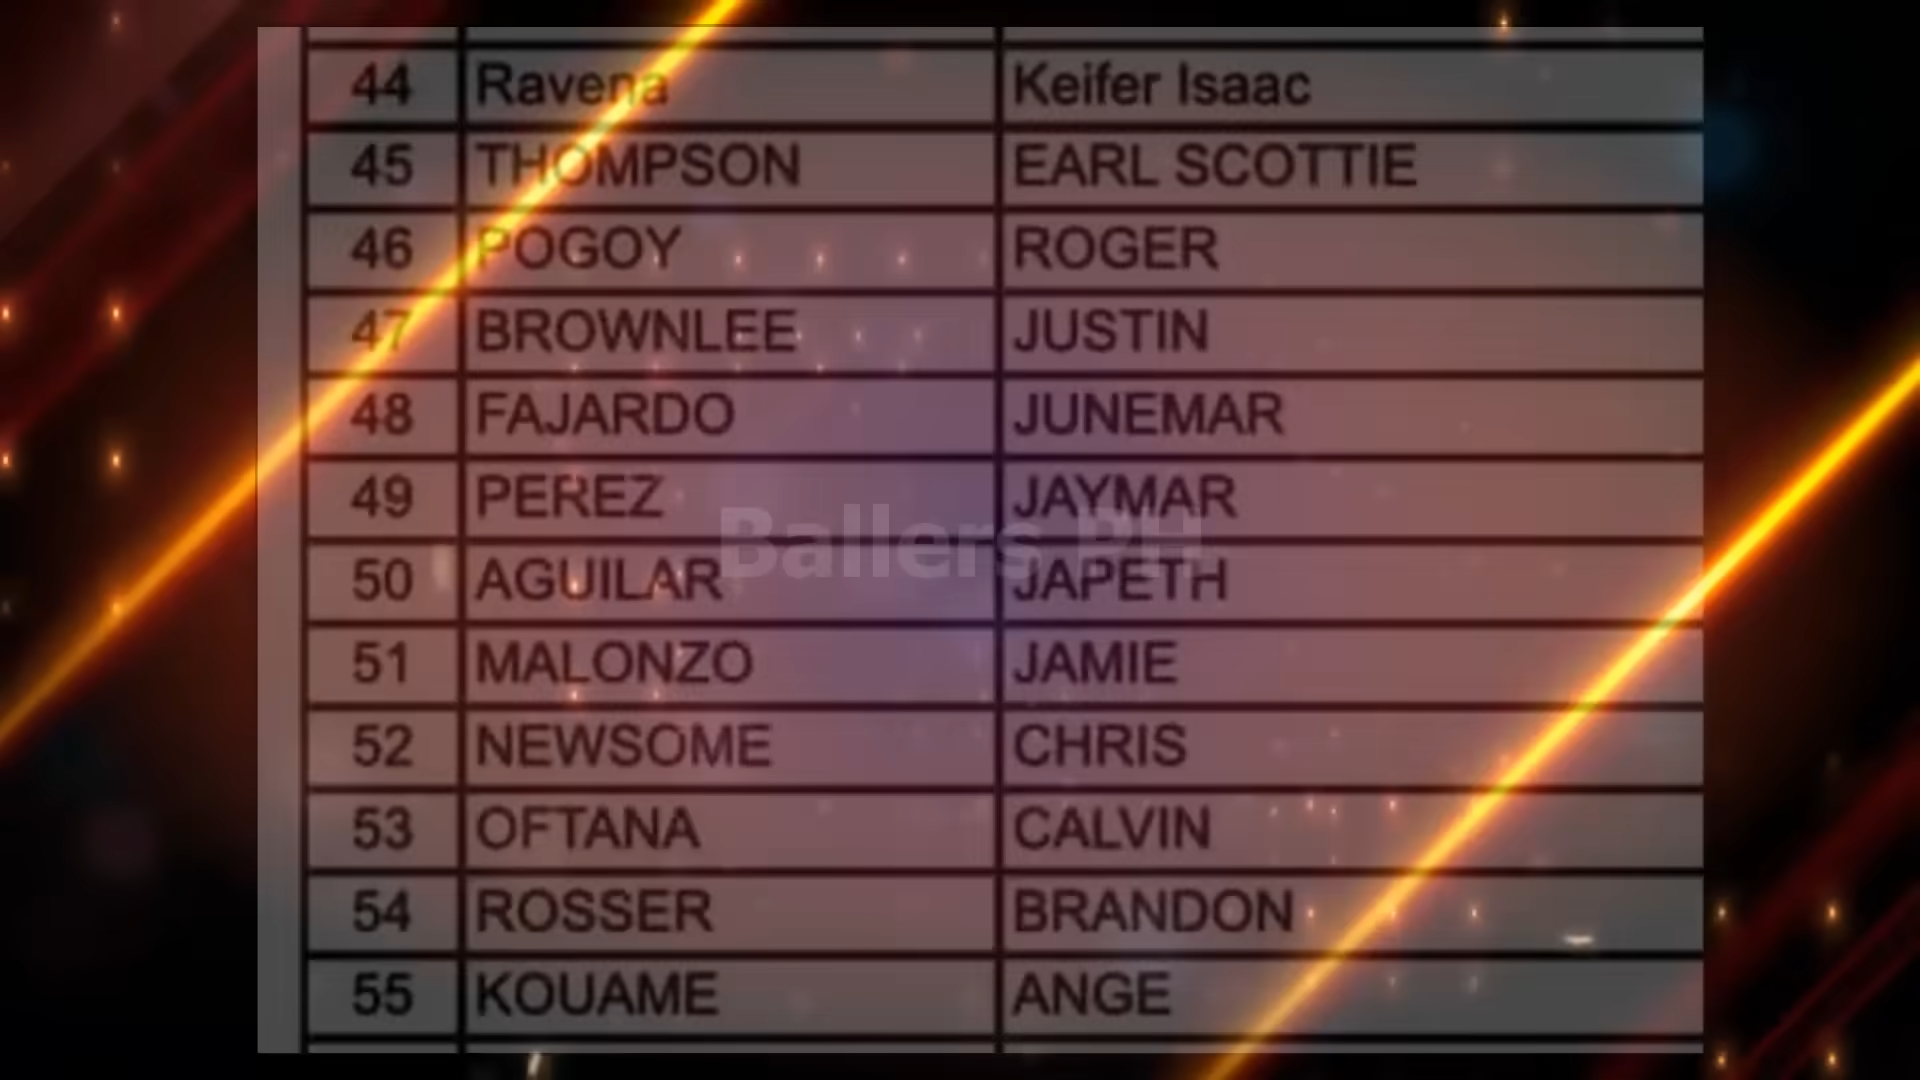 44 Ravena Keifer Isaac
45 THOMPSON EARL SCOTTIE
46 POGOY ROGER
47 BROWNLEE JUSTIN
48 FAJARDO JUNEMAR
49 PEREZ JAYMAR
Ballers PH
50 AGUILAR JAPETH
51 MALONZO JAMIE
52 NEWSOME CHRIS
53 OFTANA CALVIN
54 ROSSER BRANDON
55 KOUAME ANGE